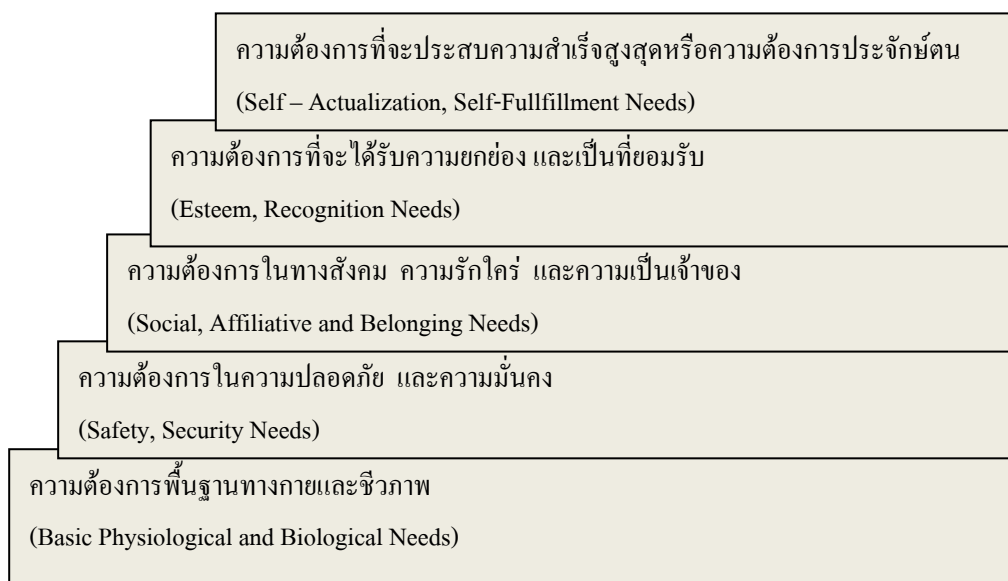 ความต้องการที่จะประสบความสำเร็จสูงสุดหรือความต้องการประจักษ์ตน
(Self – Actualization, Self-Fullfillment Needs)
ความต้องการที่จะได้รับความยกย่อง และเป็นที่ยอมรับ
(Esteem, Recognition Needs)
ความต้องการในทางสังคม ความรักใคร่ และความเป็นเจ้าของ
(Social, Affiliative and Belonging Needs)
ความต้องการในความปลอดภัย และความมั่นคง
(Safety, Security Needs)
ความต้องการพื้นฐานทางกายและชีวภาพ
(Basic Physiological and Biological Needs)